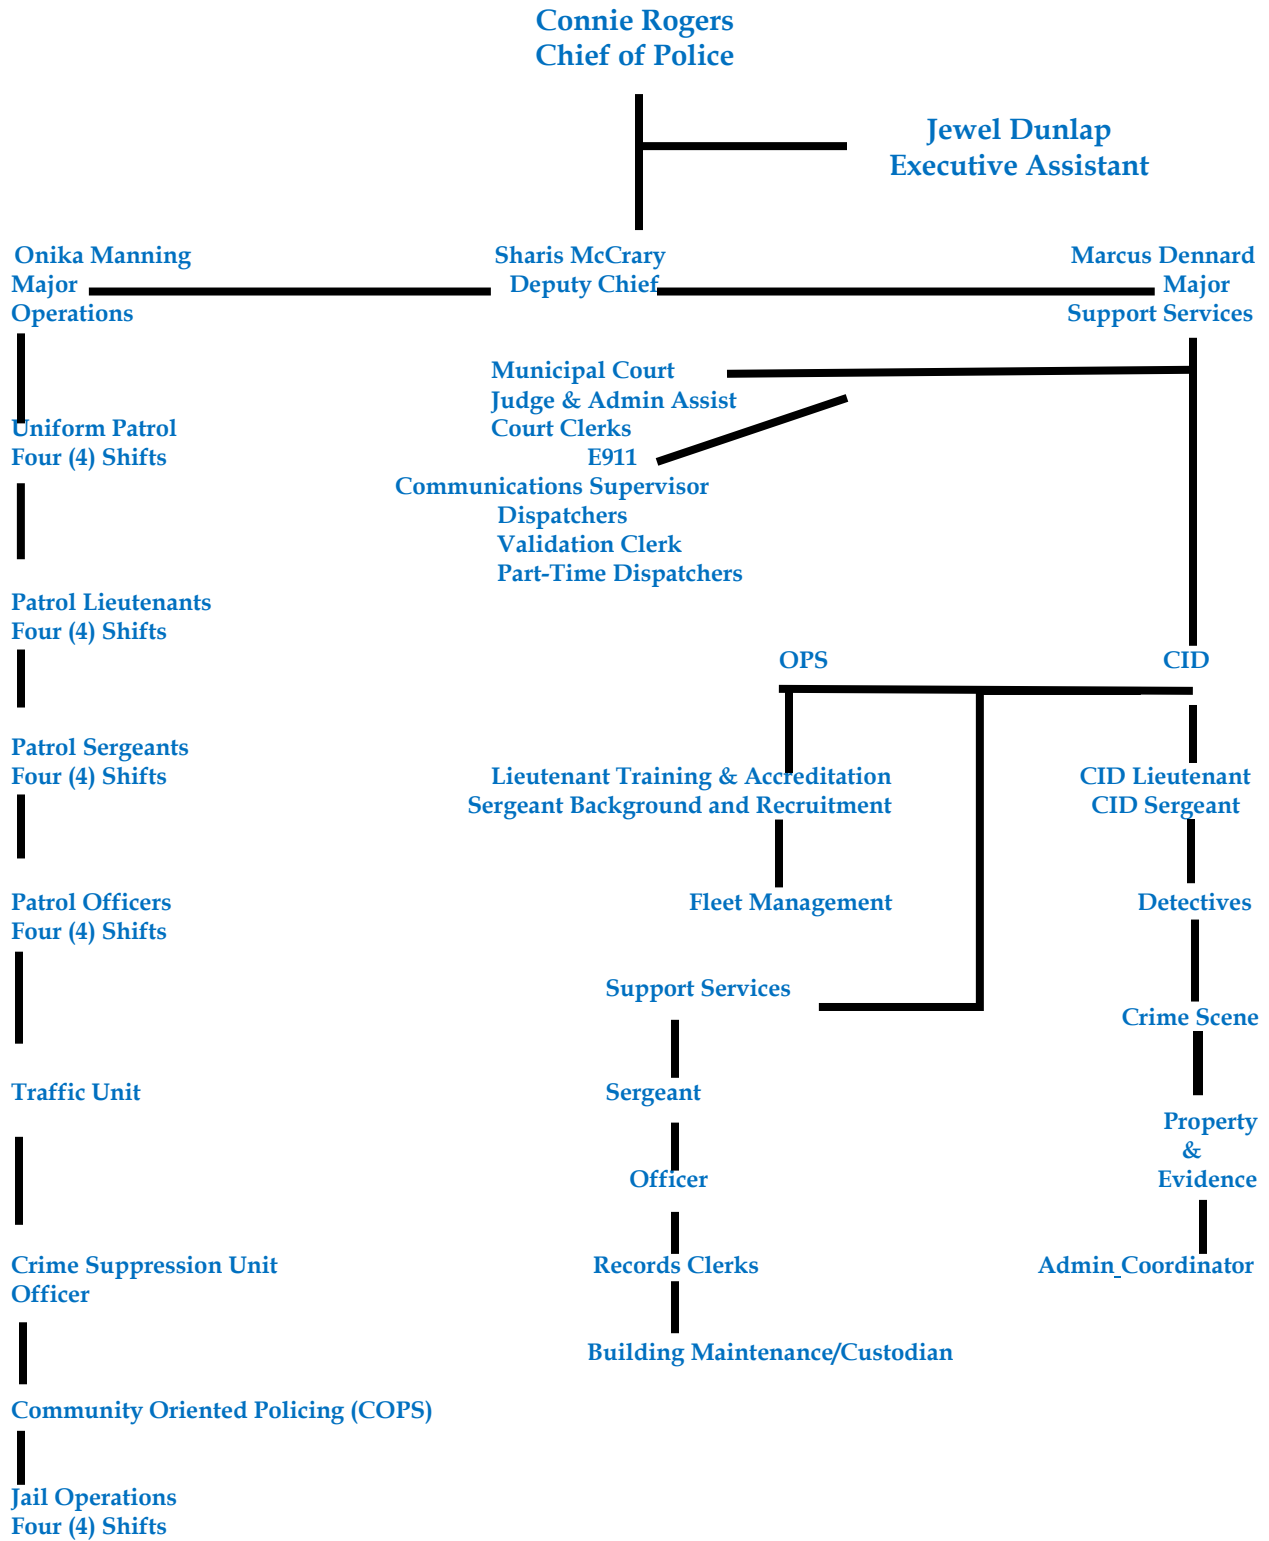 Connie Rogers
Chief of Police
Jewel Dunlap
Executive Assistant
Onika Manning
Major
Operations
Sharis McCrary
Deputy Chief
Marcus Dennard
Major
Support Services
Uniform Patrol
Four (4) Shifts
Patrol Lieutenants
Four (4) Shifts
Patrol Sergeants
Four (4) Shifts
Patrol Officers
Four (4) Shifts
Traffic Unit
Crime Suppression Unit
Officer
Community Oriented Policing (COPS)
Jail Operations
Four (4) Shifts
Municipal Court
Judge & Admin Assist
Court Clerks
E911
Communications Supervisor
Dispatchers
Validation Clerk
Part-Time Dispatchers
OPS
Lieutenant Training & Accreditation
Sergeant Background and Recruitment
Fleet Management
Support Services
Sergeant
Officer
Records Clerks
Building Maintenance/Custodian
CID
CID Lieutenant
CID Sergeant
Detectives
Crime Scene
Property
&
Evidence
Admin Coordinator